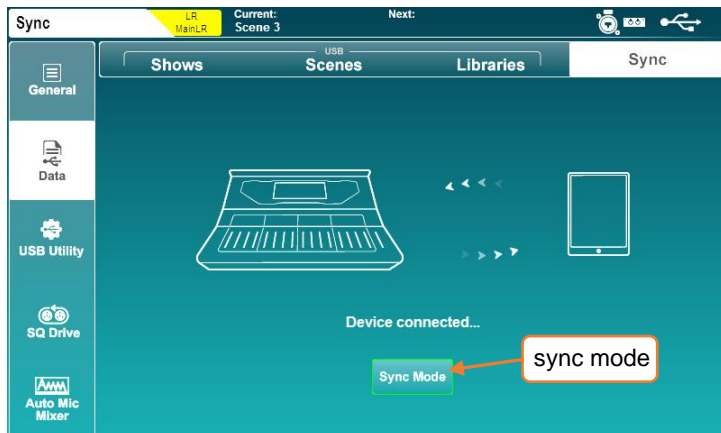 Sync
LR
MainLR
Current:
Scene 3
Next:
General
Data
USB Utility
SQ Drive
Auto Mic
Mixer
USB
Shows
Scenes
Libraries
Sync
Device connected...
Sync Mode
sync mode